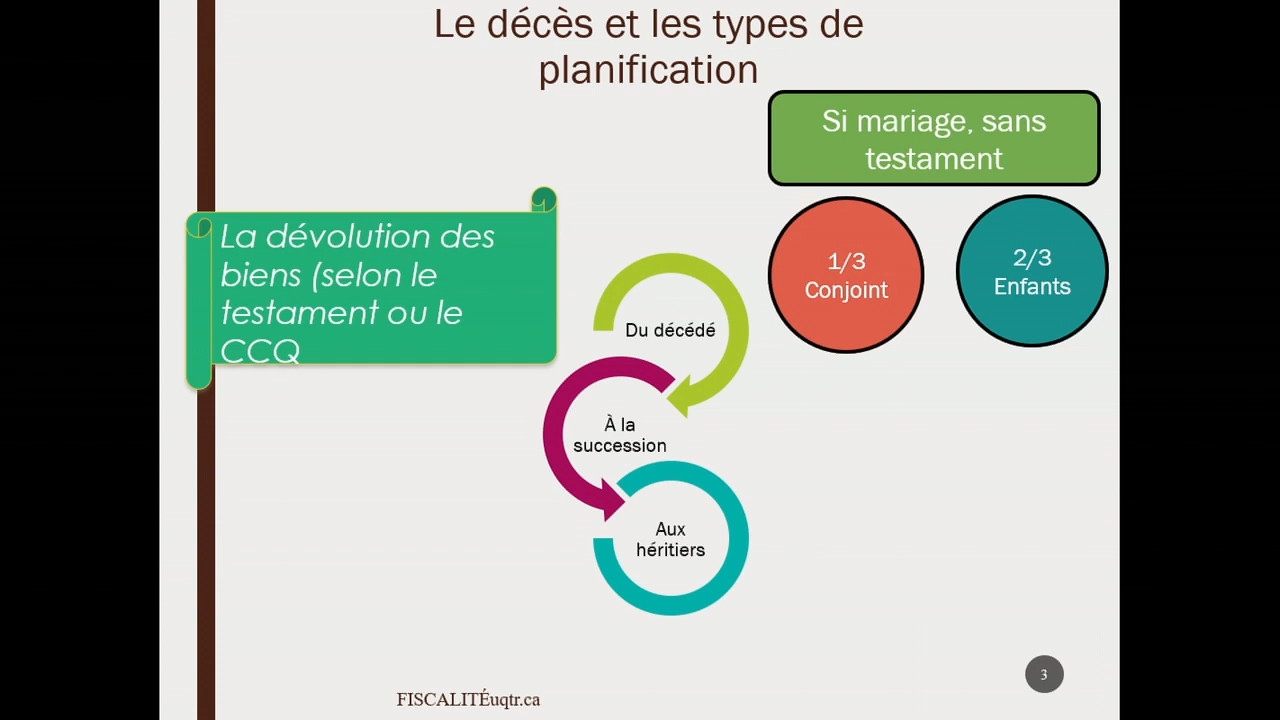 Le décès et les types de
planification
Si mariage, sans
testament
La dévolution des
biens (selon le
testament ou le
CCQ
1/3
Conjoint
2/3
Enfants
Du décédé
À la
succession
Aux
héritiers
FISCALITÉuqtr.ca
3